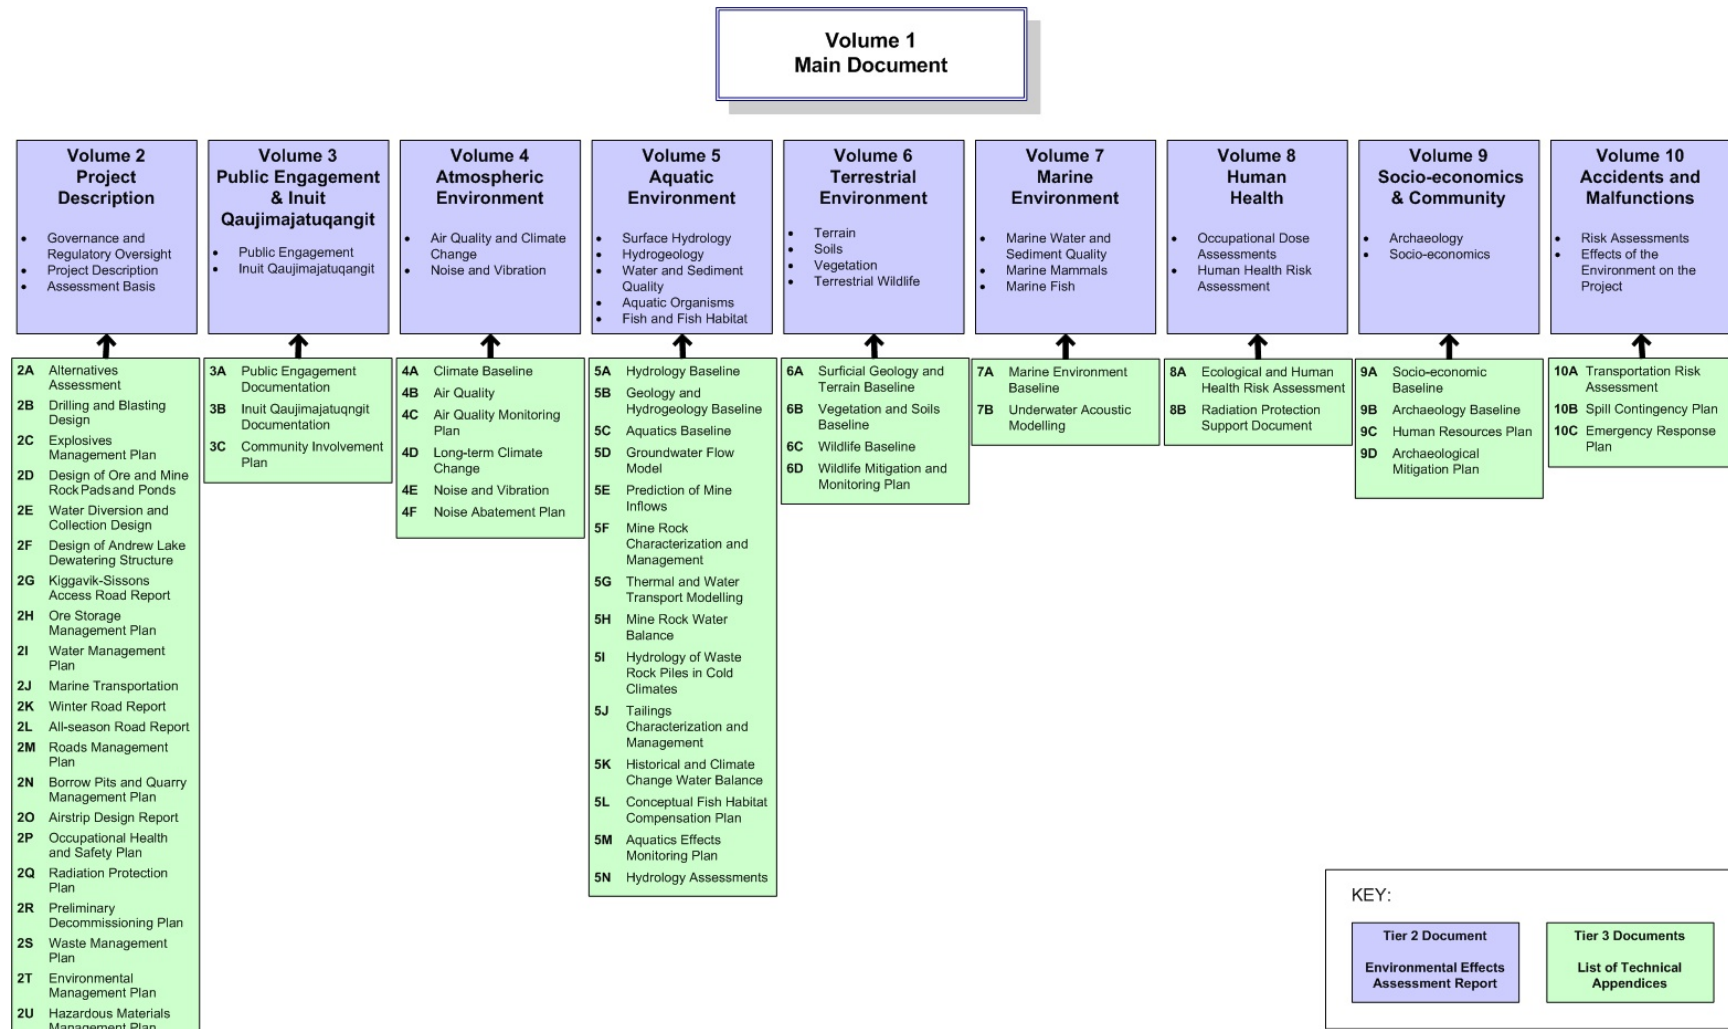 Volume 1
Main Document
Volume 2
Project
Description
• Governance and
Regulatory Oversight
• Project Description
• Assessment Basis
Volume 3
Public Engagement
& Inuit
Qaujimajatuqangit
• Public Engagement
• Inuit Qaujimajatuqangit
Volume 4
Atmospheric
Environment
• Air Quality and Climate
Change
• Noise and Vibration
Volume 5
Aquatic
Environment
• Surface Hydrology
• Hydrogeology
• Water and Sediment
Quality
• Aquatic Organisms
• Fish and Fish Habitat
Volume 6
Terrestrial
Environment
• Terrain
• Soils
• Vegetation
• Terrestrial Wildlife
Volume 7
Marine
Environment
• Marine Water and
Sediment Quality
• Marine Mammals
• Marine Fish
Volume 8
Human
Health
• Occupational Dose
Assessments
• Human Health Risk
Assessment
Volume 9
Socio-economics
& Community
• Archaeology
• Socio-economics
Volume 10
Accidents and
Malfunctions
• Risk Assessments
• Effects of the
Environment on the
Project
2A Alternatives
Assessment
2B Drilling and Blasting
Design
2C Explosives
Management Plan
2D Design of Ore and Mine
Rock Pads and Ponds
2E Water Diversion and
Collection Design
2F Design of Andrew Lake
Dewatering Structure
2G Kiggavik-Sissons
Access Road Report
2H Ore Storage
Management Plan
2I Water Management
Plan
2J Marine Transportation
2K Winter Road Report
2L All-season Road Report
2M Roads Management
Plan
2N Borrow Pits and Quarry
Management Plan
2O Airstrip Design Report
2P Occupational Health
and Safety Plan
2Q Radiation Protection
Plan
2R Preliminary
Decommissioning Plan
2S Waste Management
Plan
2T Environmental
Management Plan
2U Hazardous Materials
Management Plan
3A Public Engagement
Documentation
3B Inuit Qaujimajatuqngit
Documentation
3C Community Involvement
Plan
4A Climate Baseline
4B Air Quality
4C Air Quality Monitoring
Plan
4D Long-term Climate
Change
4E Noise and Vibration
4F Noise Abatement Plan
5A Hydrology Baseline
5B Geology and
Hydrogeology Baseline
5C Aquatics Baseline
5D Groundwater Flow
Model
5E Prediction of Mine
Inflows
5F Mine Rock
Characterization and
Management
5G Thermal and Water
Transport Modelling
5H Mine Rock Water
Balance
5I Hydrology of Waste
Rock Piles in Cold
Climates
5J Tailings
Characterization and
Management
5K Historical and Climate
Change Water Balance
5L Conceptual Fish Habitat
Compensation Plan
5M Aquatics Effects
Monitoring Plan
5N Hydrology Assessments
6A Surficial Geology and
Terrain Baseline
6B Vegetation and Soils
Baseline
6C Wildlife Baseline
6D Wildlife Mitigation and
Monitoring Plan
7A Marine Environment
Baseline
7B Underwater Acoustic
Modelling
8A Ecological and Human
Health Risk Assessment
8B Radiation Protection
Support Document
9A Socio-economic
Baseline
9B Archaeology Baseline
9C Human Resources Plan
9D Archaeological
Mitigation Plan
10A Transportation Risk
Assessment
10B Spill Contingency Plan
10C Emergency Response
Plan
KEY:
Tier 2 Document
Environmental Effects
Assessment Report
Tier 3 Documents
List of Technical
Appendices